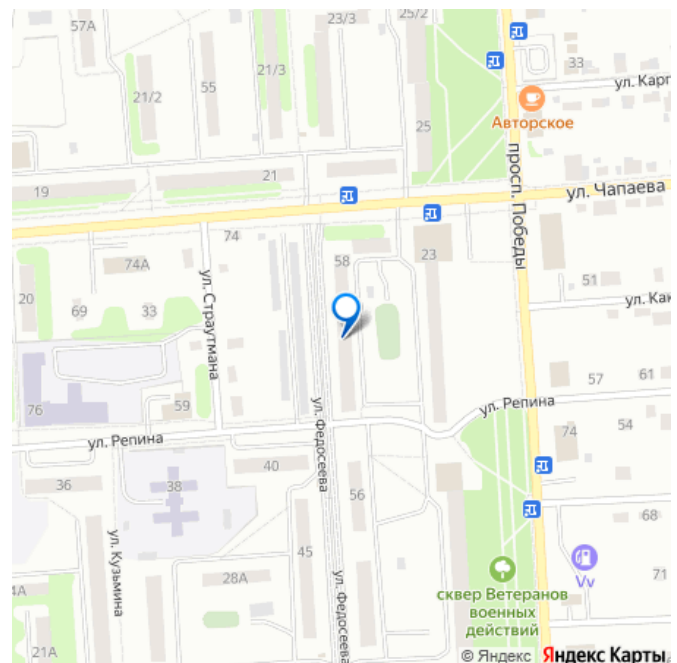 57А
23/3
25/2
21/3
55
21/2
33
ул. Карп
Авторское
25
просп. Победы
21
19
ул. Чапаева
74
23
58
74А
ул. Страутмана
51
20
69
33
ул. Как
76
59
57
61
ул. Репина
ул. Федосеева
ул. Репина
74
54
40
36
38
56
68
ул. Кузьмина
45
Vv
28А
71
4А
ул. Федосеева
сквер Ветеранов
военных
действий
21А
© Яндекс Яндекс Карты